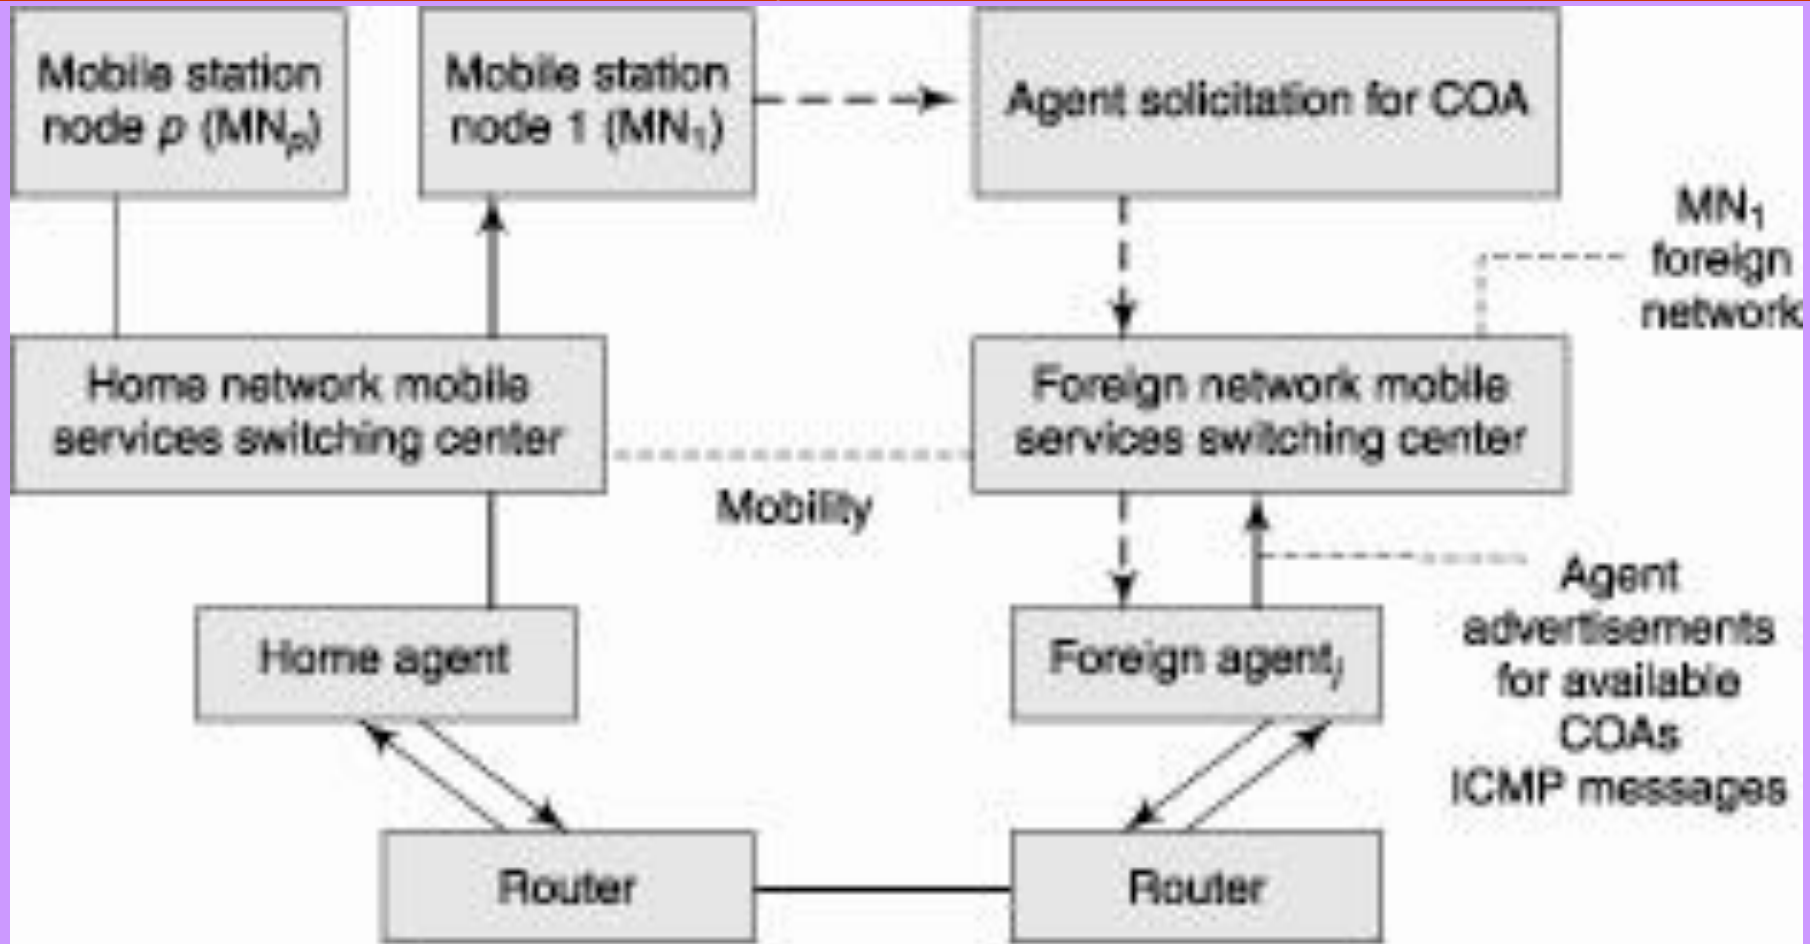 Mobile station
node p (MNp)
Mobile station
node 1 (MN1)
Agent solicitation for COA
MN1
foreign
network
Home network mobile
services switching center
Foreign network mobile
services switching center
Mobility
Home agent
Foreign agentj
Agent
advertisements
for available
COAs
ICMP messages
Router
Router